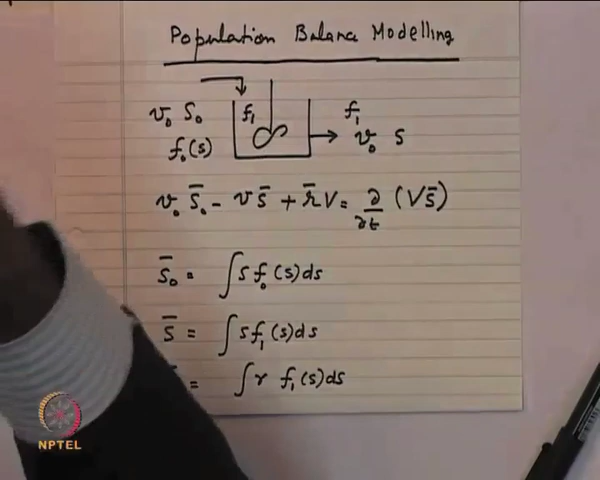 Population Balance Modelling
v₀ S₀ f₁ f₁
f₀(s) v₀ s
v₀ S̄₀ - v s̄ + r̄ V = ∂/∂t (V s̄)
S̄₀ = ∫ s f₀(s) ds
s̄ = ∫ s f₁(s) ds
= ∫ r f₁(s) ds
NPTEL